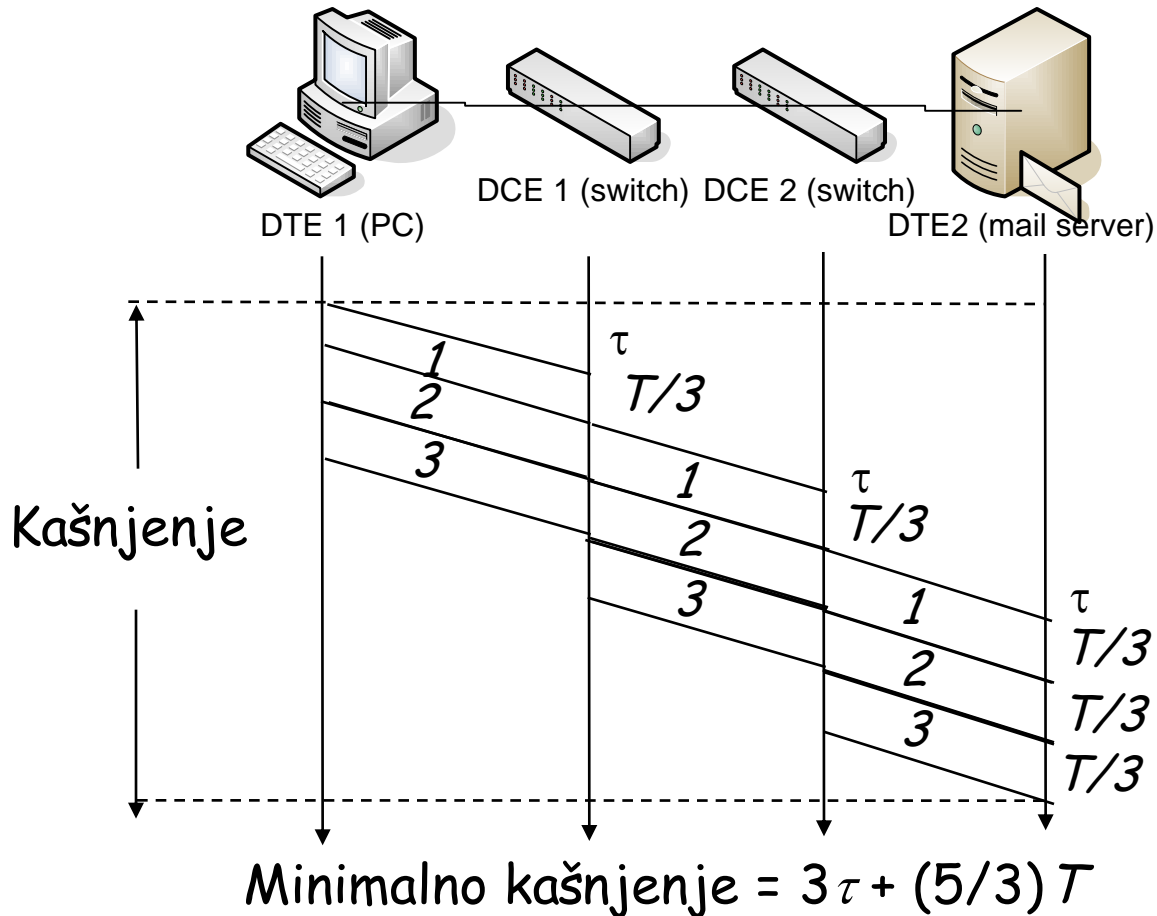 DCE 1 (switch) DCE 2 (switch)
DTE 1 (PC) DTE2 (mail server)
τ
1
T/3
2
3
1
τ
T/3
Kašnjenje
2
3
1
τ
T/3
2
T/3
3
T/3
Minimalno kašnjenje = 3τ + (5/3) T